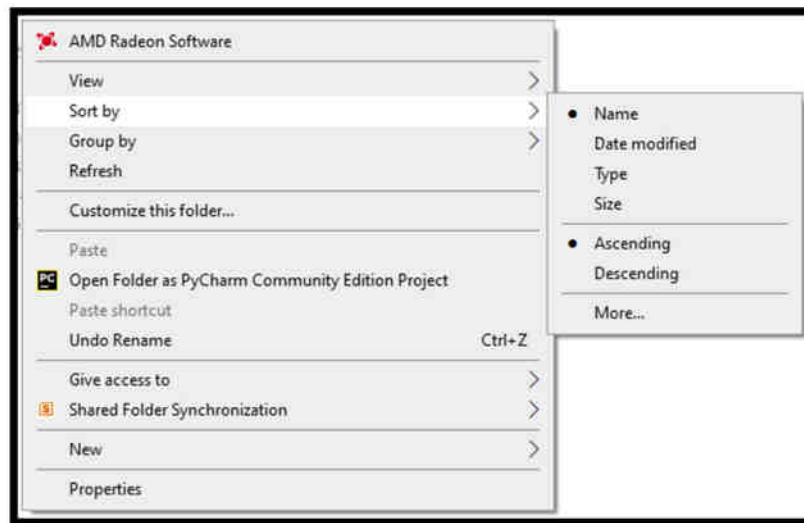 AMD Radeon Software
View
Sort by
Group by
Refresh
Customize this folder...
Paste
PC Open Folder as PyCharm Community Edition Project
Paste shortcut
Undo Rename Ctrl+Z
Give access to
S Shared Folder Synchronization
New
Properties
Name
Date modified
Type
Size
Ascending
Descending
More...